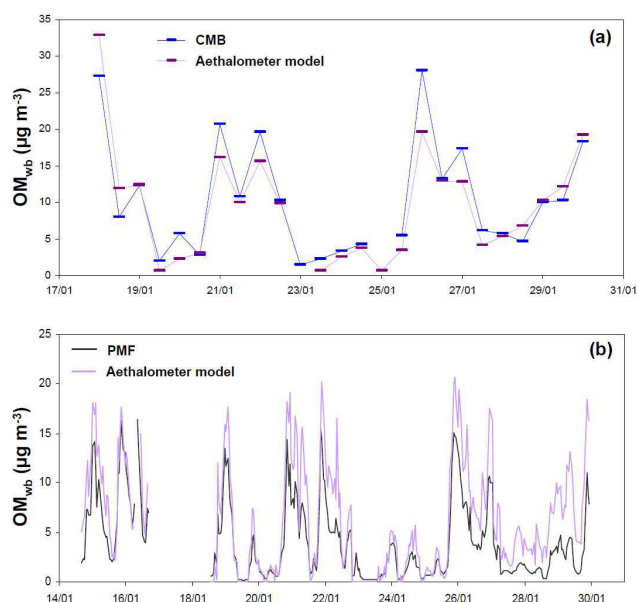 35
30
25
20
15
10
5
0
OMwb (µg m-3)
(a)
CMB
Aethalometer model
17/01 19/01 21/01 23/01 25/01 27/01 29/01 31/01
25
20
15
10
5
0
OMwb (µg m-3)
(b)
PMF
Aethalometer model
14/01 16/01 18/01 20/01 22/01 24/01 26/01 28/01 30/01